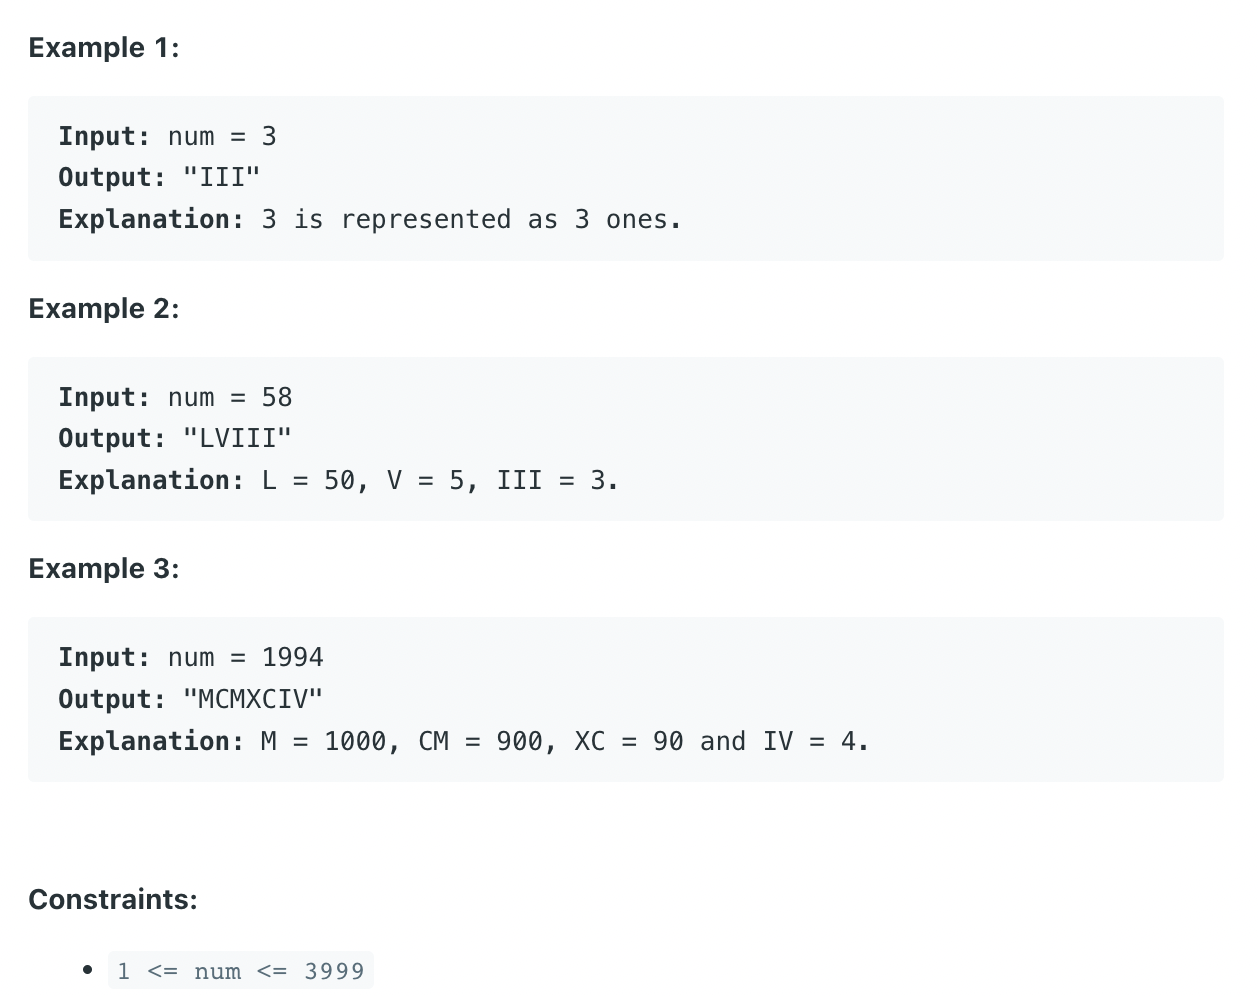 Example 1:
Input: num = 3
Output: "III"
Explanation: 3 is represented as 3 ones.
Example 2:
Input: num = 58
Output: "LVIII"
Explanation: L = 50, V = 5, III = 3.
Example 3:
Input: num = 1994
Output: "MCMXCIV"
Explanation: M = 1000, CM = 900, XC = 90 and IV = 4.
Constraints:
• 1 <= num <= 3999